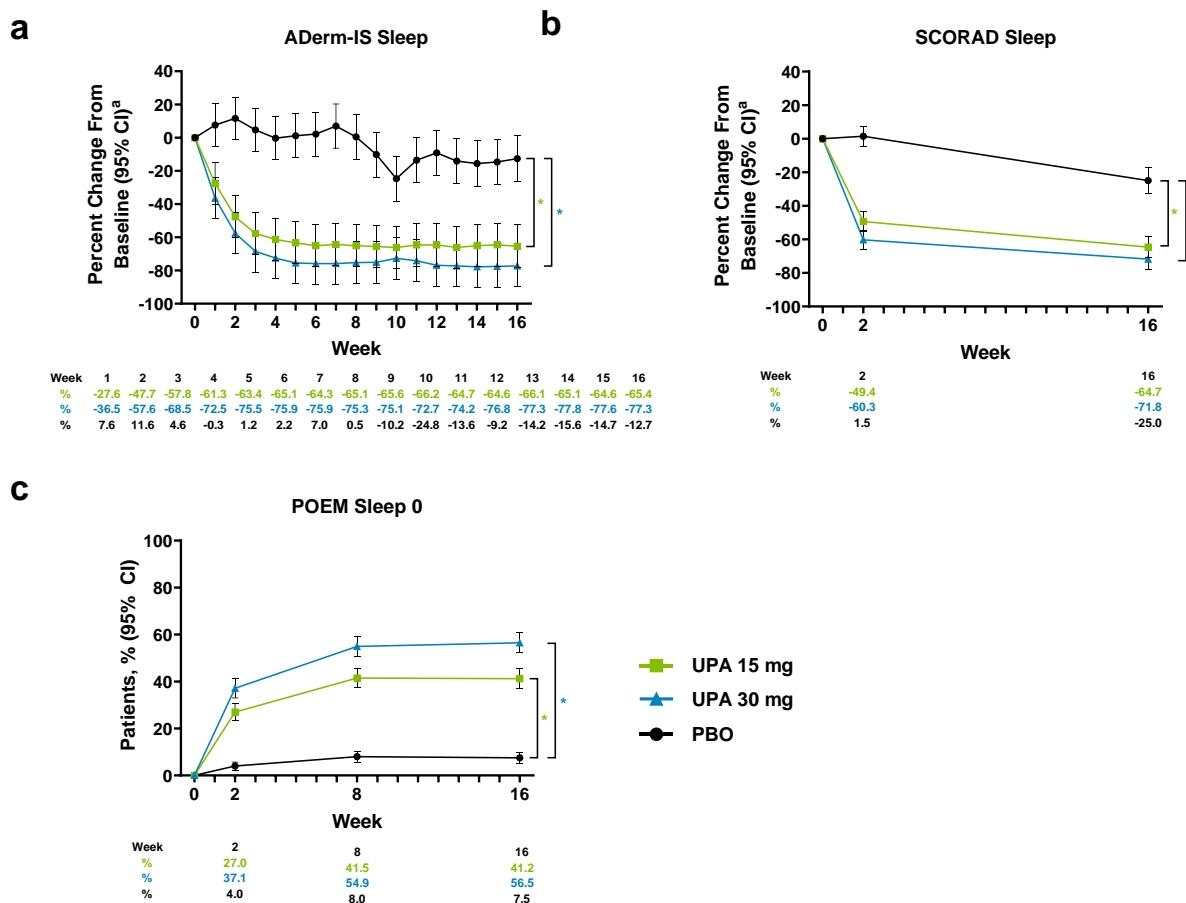 a
ADerm-IS Sleep
Percent Change From
Baseline (95% CI)a
40
20
0
-20
-40
-60
-80
-100
*
*
0 2 4 6 8 10 12 14 16
Week
Week 1 2 3 4 5 6 7 8 9 10 11 12 13 14 15 16
% -27.6 -47.7 -57.8 -61.3 -63.4 -65.1 -64.3 -65.1 -65.6 -66.2 -64.7 -64.6 -66.1 -65.1 -64.6 -65.4
% -36.5 -57.6 -68.5 -72.5 -75.5 -75.9 -75.9 -75.3 -75.1 -72.7 -74.2 -76.8 -77.3 -77.8 -77.6 -77.3
% 7.6 11.6 4.6 -0.3 1.2 2.2 7.0 0.5 -10.2 -24.8 -13.6 -9.2 -14.2 -15.6 -14.7 -12.7
b
SCORAD Sleep
Percent Change From
Baseline (95% CI)a
40
20
0
-20
-40
-60
-80
-100
*
0 2 16
Week
Week 2 16
% -49.4 -64.7
% -60.3 -71.8
% 1.5 -25.0
c
POEM Sleep 0
Patients, % (95% CI)
100
80
60
40
20
0
*
*
0 2 8 16
Week
Week 2 8 16
% 27.0 41.5 41.2
% 37.1 54.9 56.5
% 4.0 8.0 7.5
UPA 15 mg
UPA 30 mg
PBO